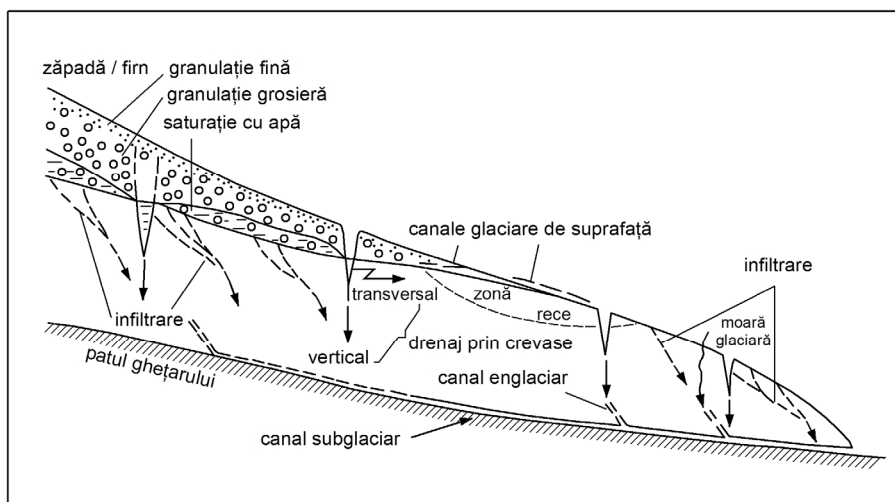 zăpadă / firn
granulație fină
granulație grosieră
saturație cu apă
canale glaciare de suprafață
infiltrare
transversal
zonă
rece
moară
glaciară
infiltrare
vertical
drenaj prin crevase
patul ghețarului
canal englaciar
canal subglaciar